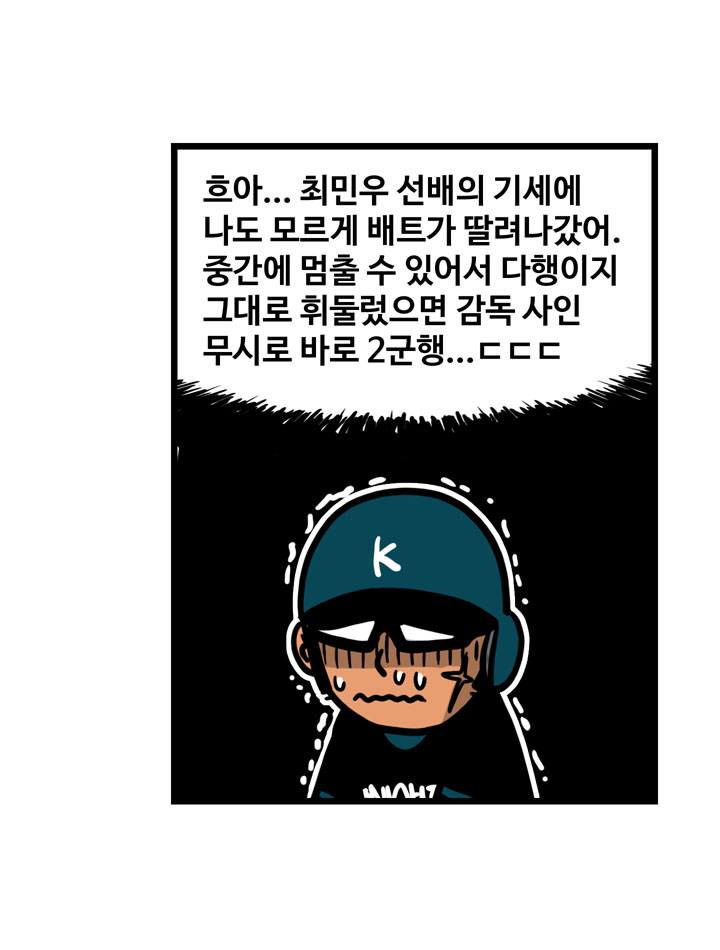 흐아... 최민우 선배의 기세에
나도 모르게 배트가 딸려나갔어.
중간에 멈출 수 있어서 다행이지
그대로 휘둘렀으면 감독 사인
무시로 바로 2군행...ㄷㄷㄷ
K